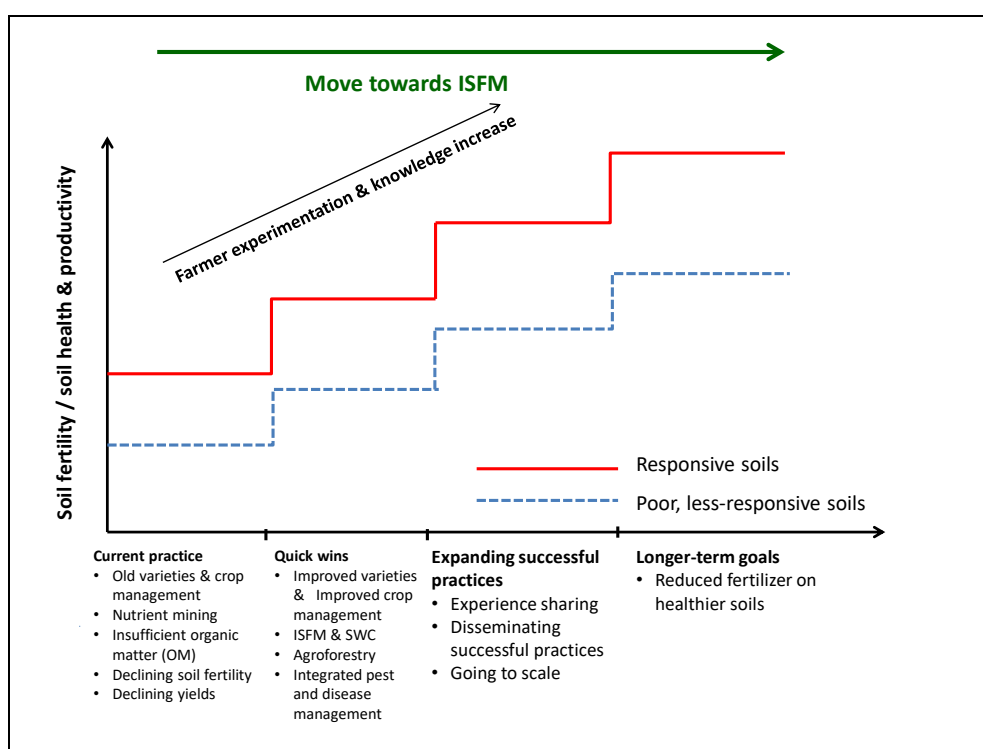 Move towards ISFM
Farmer experimentation & knowledge increase
Soil fertility / soil health & productivity
Responsive soils
Poor, less-responsive soils
Current practice
• Old varieties & crop
management
• Nutrient mining
• Insufficient organic
matter (OM)
• Declining soil fertility
• Declining yields
Quick wins
• Improved varieties
& Improved crop
management
• ISFM & SWC
• Agroforestry
• Integrated pest
and disease
management
Expanding successful
practices
• Experience sharing
• Disseminating
successful practices
• Going to scale
Longer-term goals
• Reduced fertilizer on
healthier soils